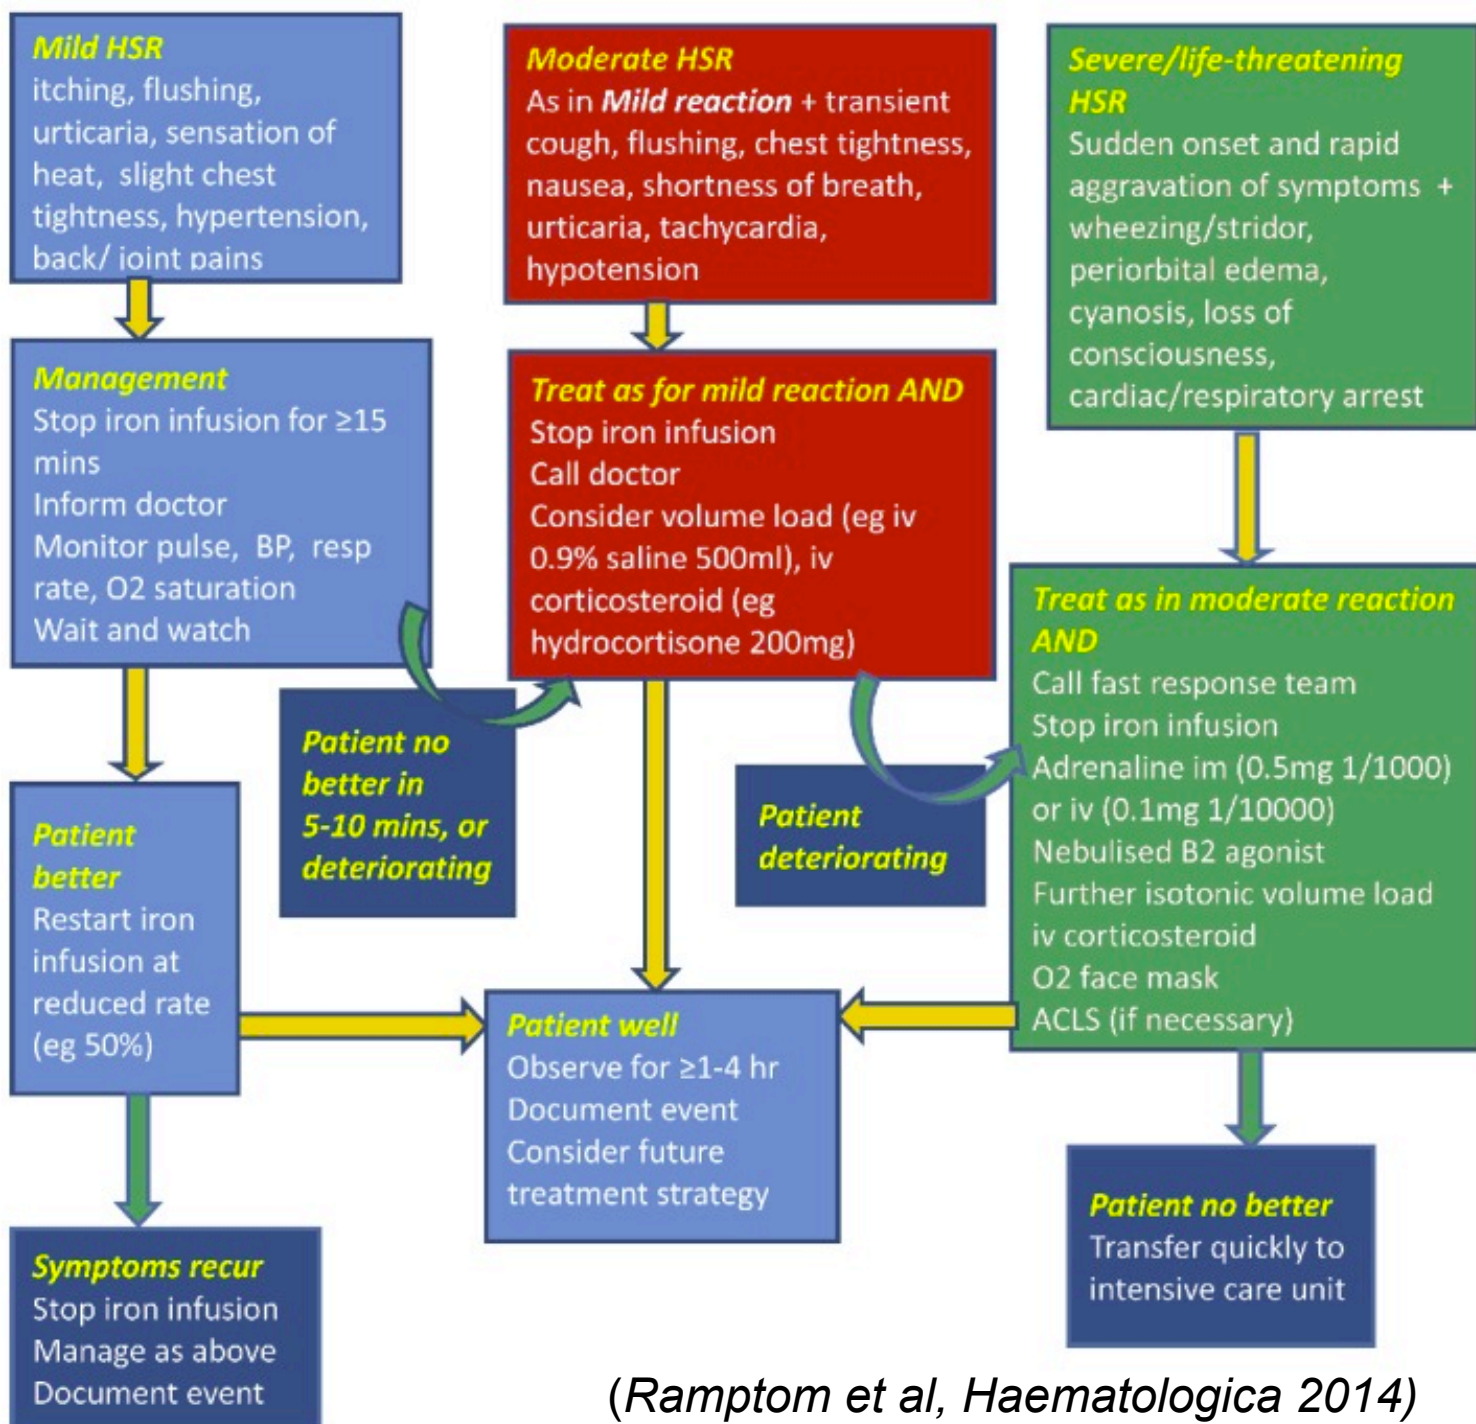 Mild HSR
itching, flushing,
urticaria, sensation of
heat, slight chest
tightness, hypertension,
back/ joint pains
Management
Stop iron infusion for ≥15
mins
Inform doctor
Monitor pulse, BP, resp
rate, O2 saturation
Wait and watch
Patient
better
Restart iron
infusion at
reduced rate
(eg 50%)
Symptoms recur
Stop iron infusion
Manage as above
Document event
Patient no
better in
5-10 mins, or
deteriorating
Moderate HSR
As in Mild reaction + transient
cough, flushing, chest tightness,
nausea, shortness of breath,
urticaria, tachycardia,
hypotension
Treat as for mild reaction AND
Stop iron infusion
Call doctor
Consider volume load (eg iv
0.9% saline 500ml), iv
corticosteroid (eg
hydrocortisone 200mg)
Patient
deteriorating
Patient well
Observe for ≥1-4 hr
Document event
Consider future
treatment strategy
Severe/life-threatening
HSR
Sudden onset and rapid
aggravation of symptoms +
wheezing/stridor,
periorbital edema,
cyanosis, loss of
consciousness,
cardiac/respiratory arrest
Treat as in moderate reaction
AND
Call fast response team
Stop iron infusion
Adrenaline im (0.5mg 1/1000)
or iv (0.1mg 1/10000)
Nebulised B2 agonist
Further isotonic volume load
iv corticosteroid
O2 face mask
ACLS (if necessary)
Patient no better
Transfer quickly to
intensive care unit
(Ramptom et al, Haematologica 2014)